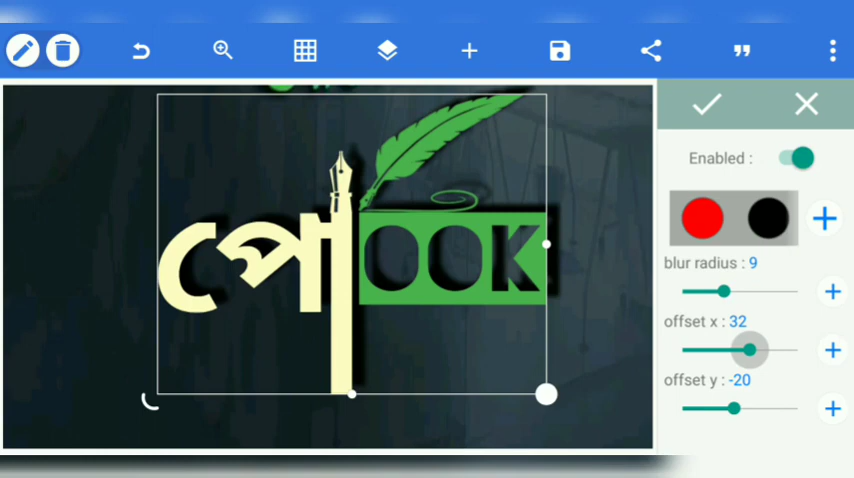 পো OOK
Enabled :
blur radius : 9
offset x : 32
offset y : -20